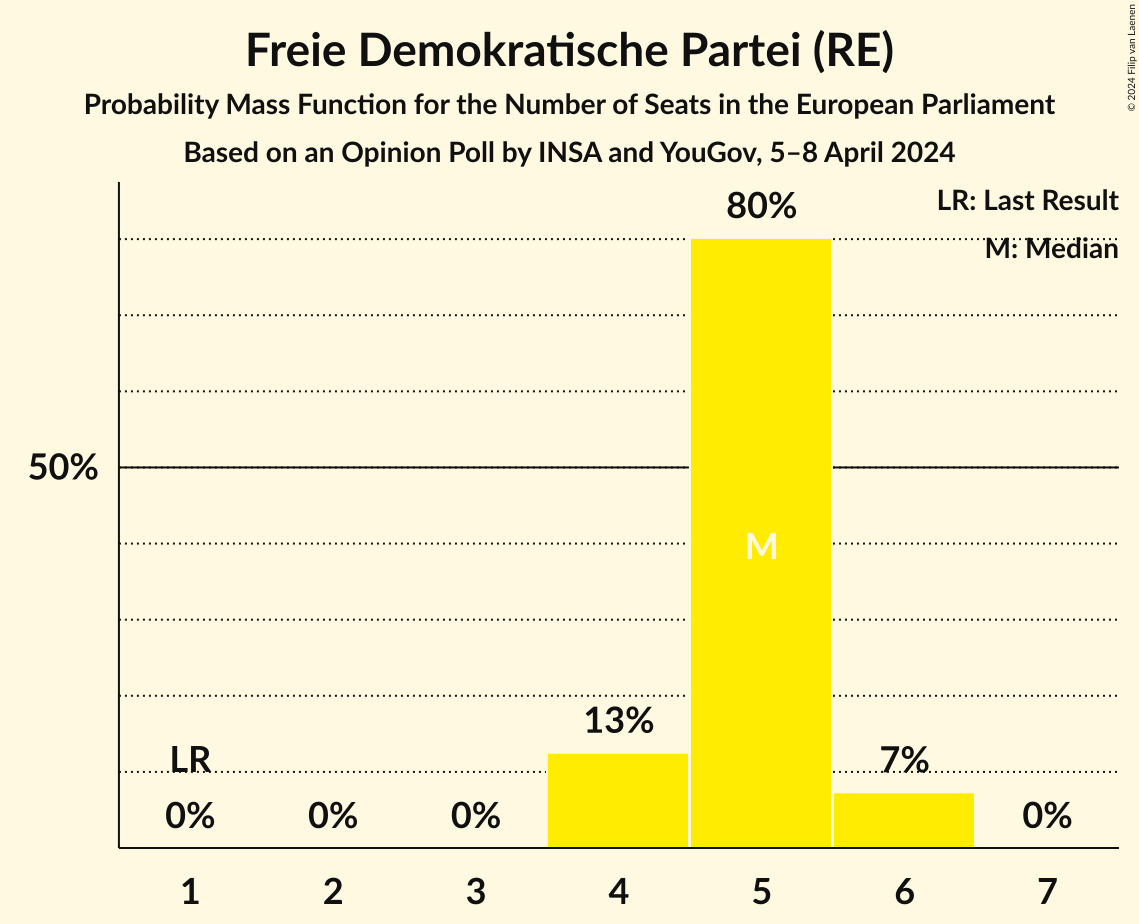 Freie Demokratische Partei (RE)
Probability Mass Function for the Number of Seats in the European Parliament
Based on an Opinion Poll by INSA and YouGov, 5–8 April 2024
© 2024 Filip van Laenen
LR: Last Result
M: Median
80%
50%
M
13%
LR
7%
0%
0%
0%
0%
1
2
3
4
5
6
7